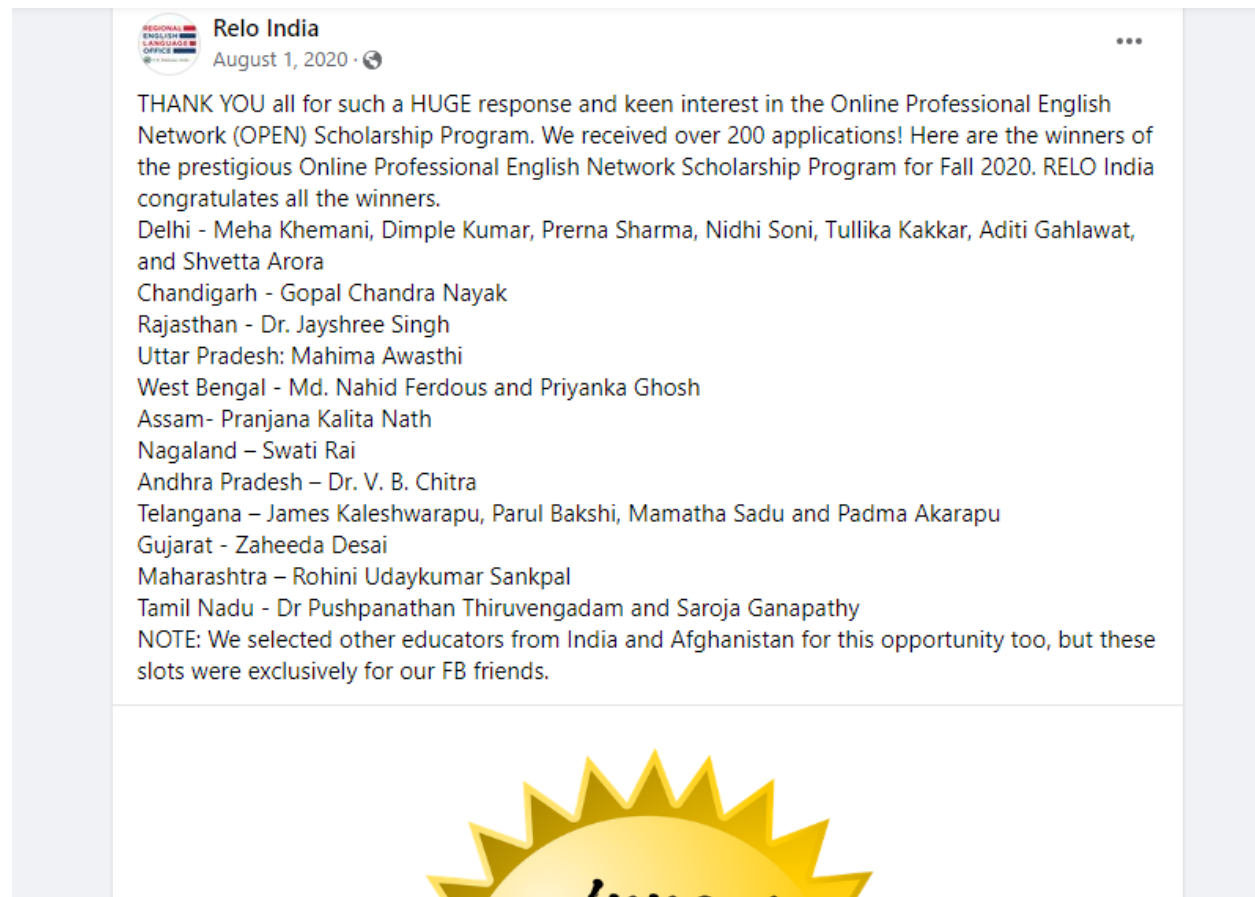 REGIONAL
ENGLISH
LANGUAGE
OFFICE
Relo India
August 1, 2020 ·
THANK YOU all for such a HUGE response and keen interest in the Online Professional English
Network (OPEN) Scholarship Program. We received over 200 applications! Here are the winners of
the prestigious Online Professional English Network Scholarship Program for Fall 2020. RELO India
congratulates all the winners.
Delhi - Meha Khemani, Dimple Kumar, Prerna Sharma, Nidhi Soni, Tullika Kakkar, Aditi Gahlawat,
and Shvetta Arora
Chandigarh - Gopal Chandra Nayak
Rajasthan - Dr. Jayshree Singh
Uttar Pradesh: Mahima Awasthi
West Bengal - Md. Nahid Ferdous and Priyanka Ghosh
Assam- Pranjana Kalita Nath
Nagaland – Swati Rai
Andhra Pradesh – Dr. V. B. Chitra
Telangana – James Kaleshwarapu, Parul Bakshi, Mamatha Sadu and Padma Akarapu
Gujarat - Zaheeda Desai
Maharashtra – Rohini Udaykumar Sankpal
Tamil Nadu - Dr Pushpanathan Thiruvengadam and Saroja Ganapathy
NOTE: We selected other educators from India and Afghanistan for this opportunity too, but these
slots were exclusively for our FB friends.